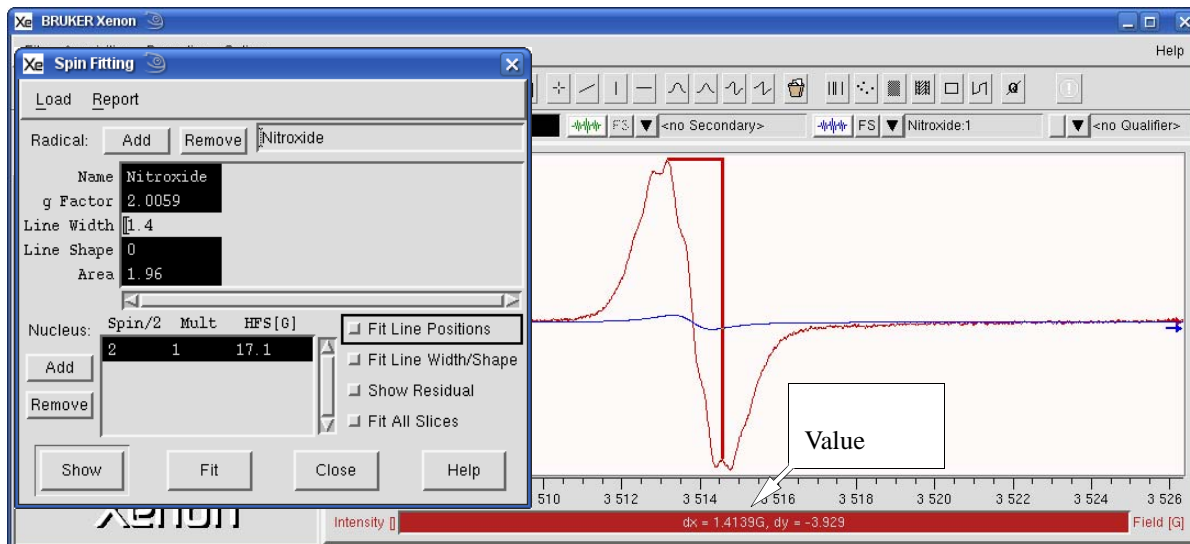 Xe BRUKER Xenon
Help
Xe Spin Fitting
Load Report
Radical: Add Remove Nitroxide
Name Nitroxide
g Factor 2.0059
Line Width 1.4
Line Shape 0
Area 1.96
Nucleus: Spin/2 Mult HFS[G]
2 1 17.1
Add
Remove
Fit Line Positions
Fit Line Width/Shape
Show Residual
Fit All Slices
Show Fit Close Help
FS <no Secondary> FS Nitroxide:1 <no Qualifier>
Value
510 3 512 3 514 3 516 3 518 3 520 3 522 3 524 3 526
Xenon
Intensity [] dx = 1.4139G, dy = -3.929 Field [G]